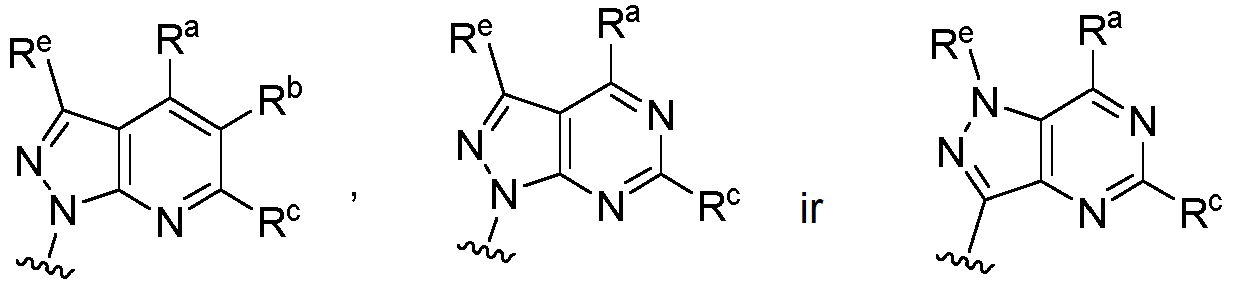 Re Ra Rb N N N Rc ,
Re Ra N N N N Rc ir
Re Ra N N N N Rc